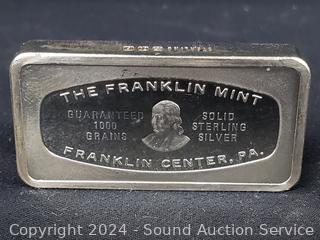 THE FRANKLIN MINT
GUARANTEED
1000
GRAINS
SOLID
STERLING
SILVER
FRANKLIN CENTER, PA.
Copyright 2024 - Sound Auction Service